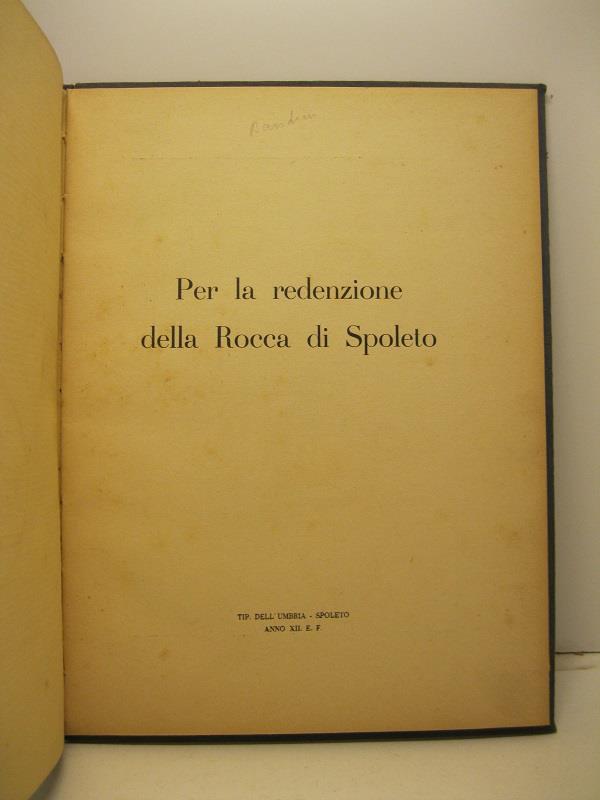 Per la redenzione
della Rocca di Spoleto
TIP. DELL'UMBRIA - SPOLETO
ANNO XII. E. F.